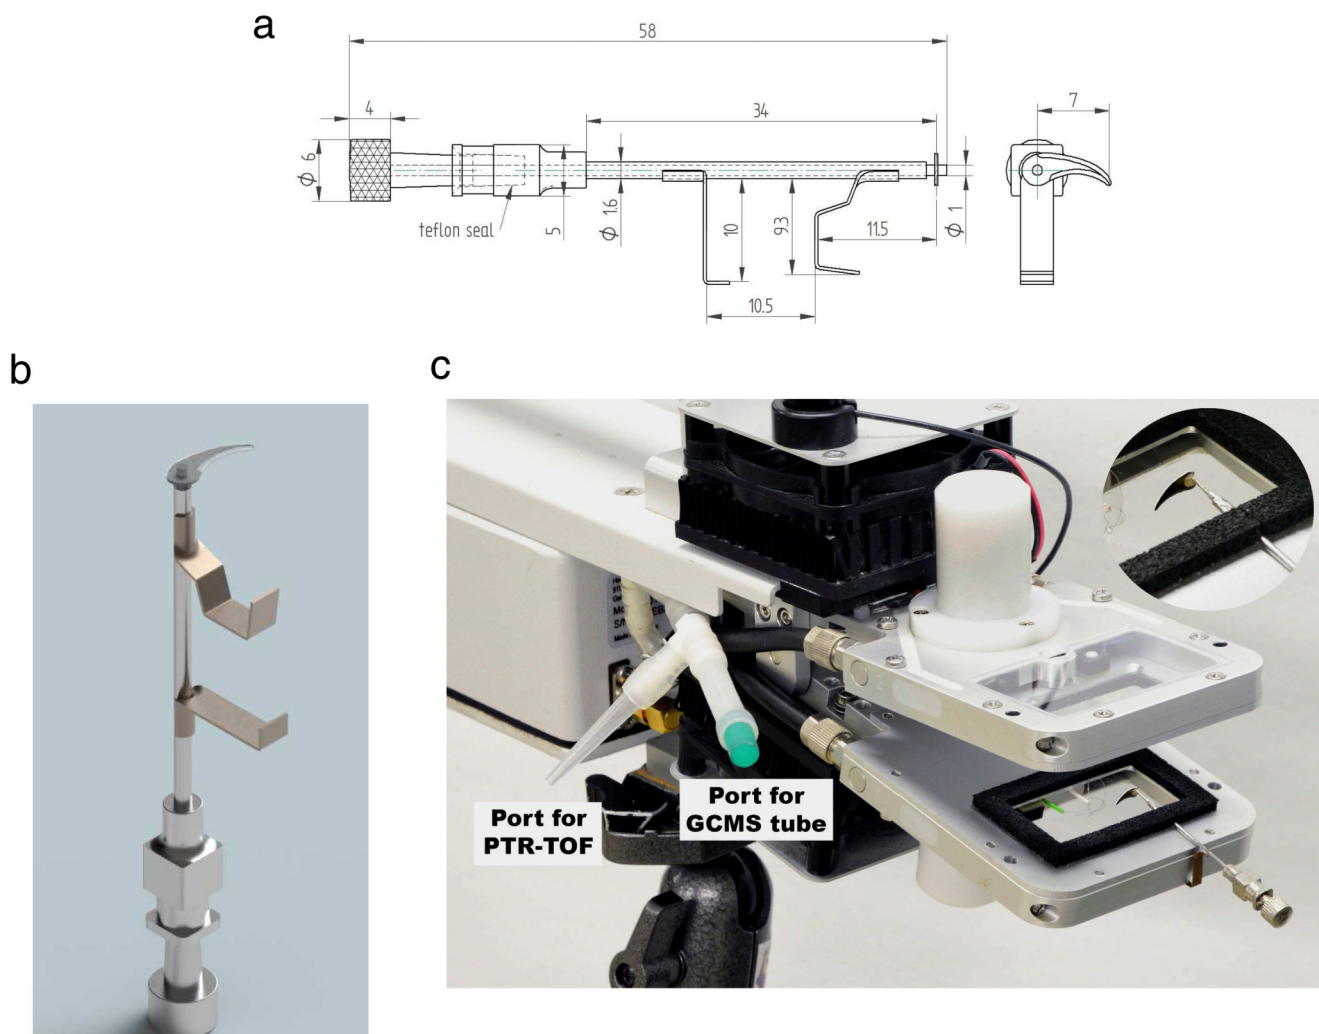 a
58
4
34
7
ϕ 6
teflon seal
5
ϕ 1.6
10
9.3
11.5
ϕ 1
10.5
b
c
Port for
PTR-TOF
Port for
GCMS tube